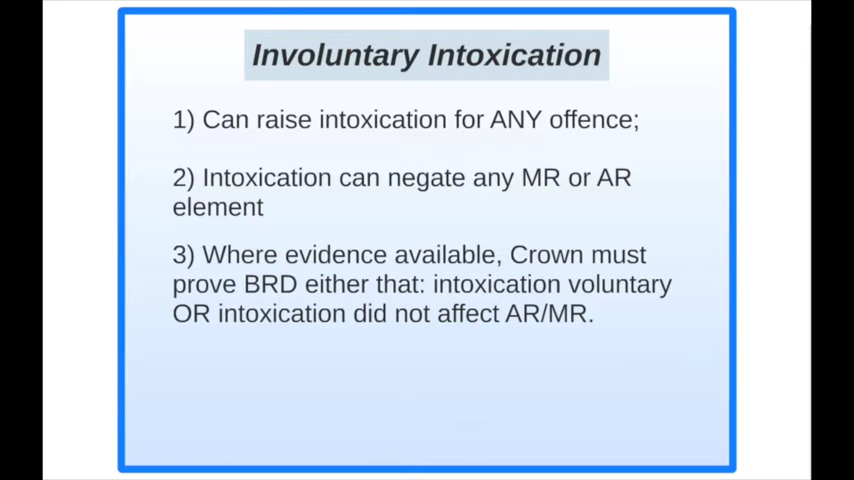 Involuntary Intoxication
1) Can raise intoxication for ANY offence;
2) Intoxication can negate any MR or AR
element
3) Where evidence available, Crown must
prove BRD either that: intoxication voluntary
OR intoxication did not affect AR/MR.